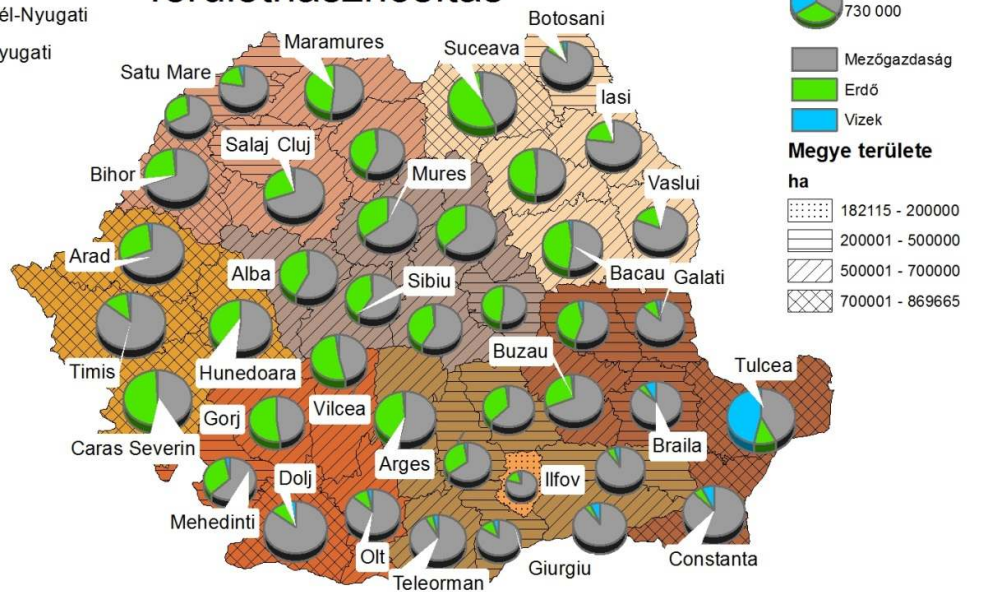 él-Nyugati
yugati
730 000
Mezőgazdaság
Erdő
Vizek
Megye területe
ha
182115 - 200000
200001 - 500000
500001 - 700000
700001 - 869665
Botosani
Maramures
Suceava
Satu Mare
Iasi
Salaj Cluj
Bihor
Mures
Vaslui
Arad
Alba
Sibiu
Bacau
Galati
Buzau
Timis
Hunedoara
Tulcea
Gorj
Vilcea
Caras Severin
Arges
Braila
Dolj
Ilfov
Mehedinti
Olt
Constanta
Giurgiu
Teleorman